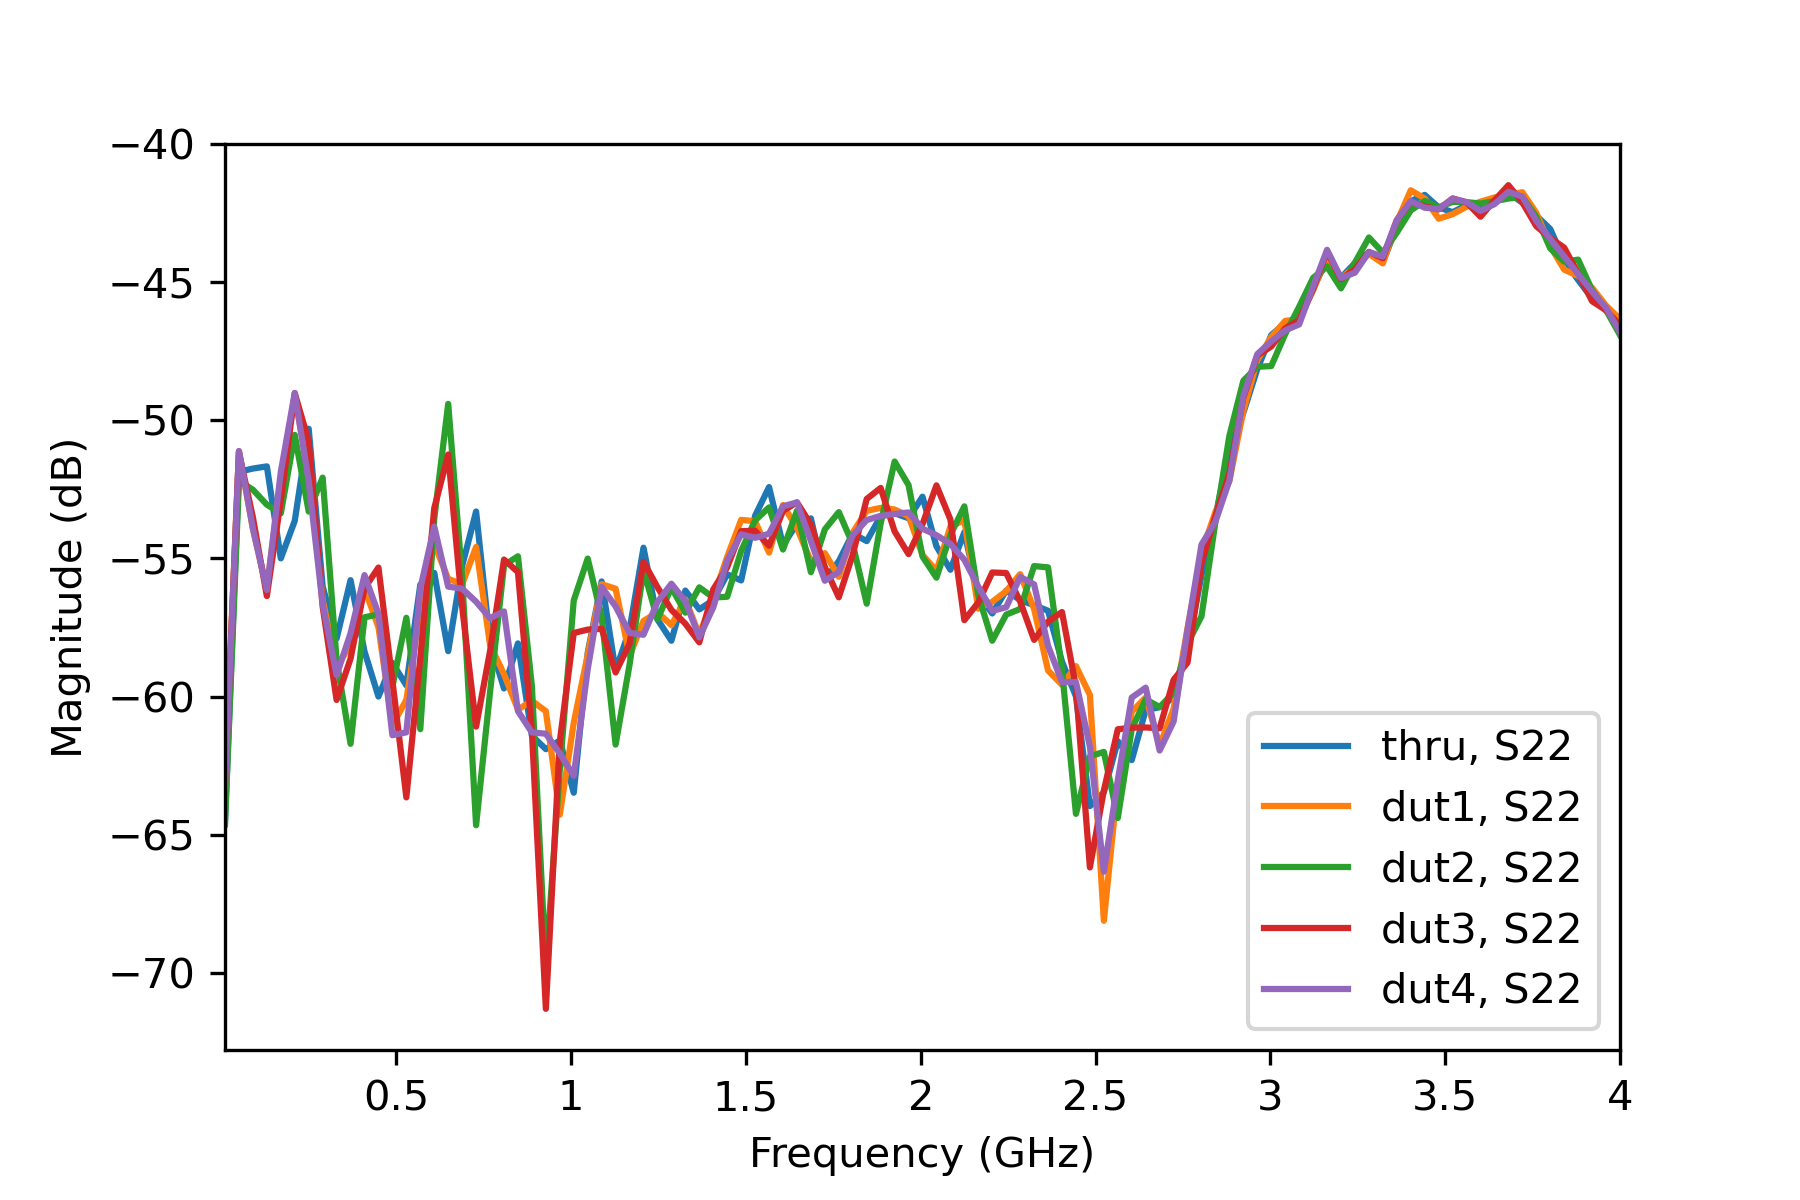 −40
−45
−50
−55
−60
−65
−70
Magnitude (dB)
thru, S22
dut1, S22
dut2, S22
dut3, S22
dut4, S22
0.5 1 1.5 2 2.5 3 3.5 4
Frequency (GHz)